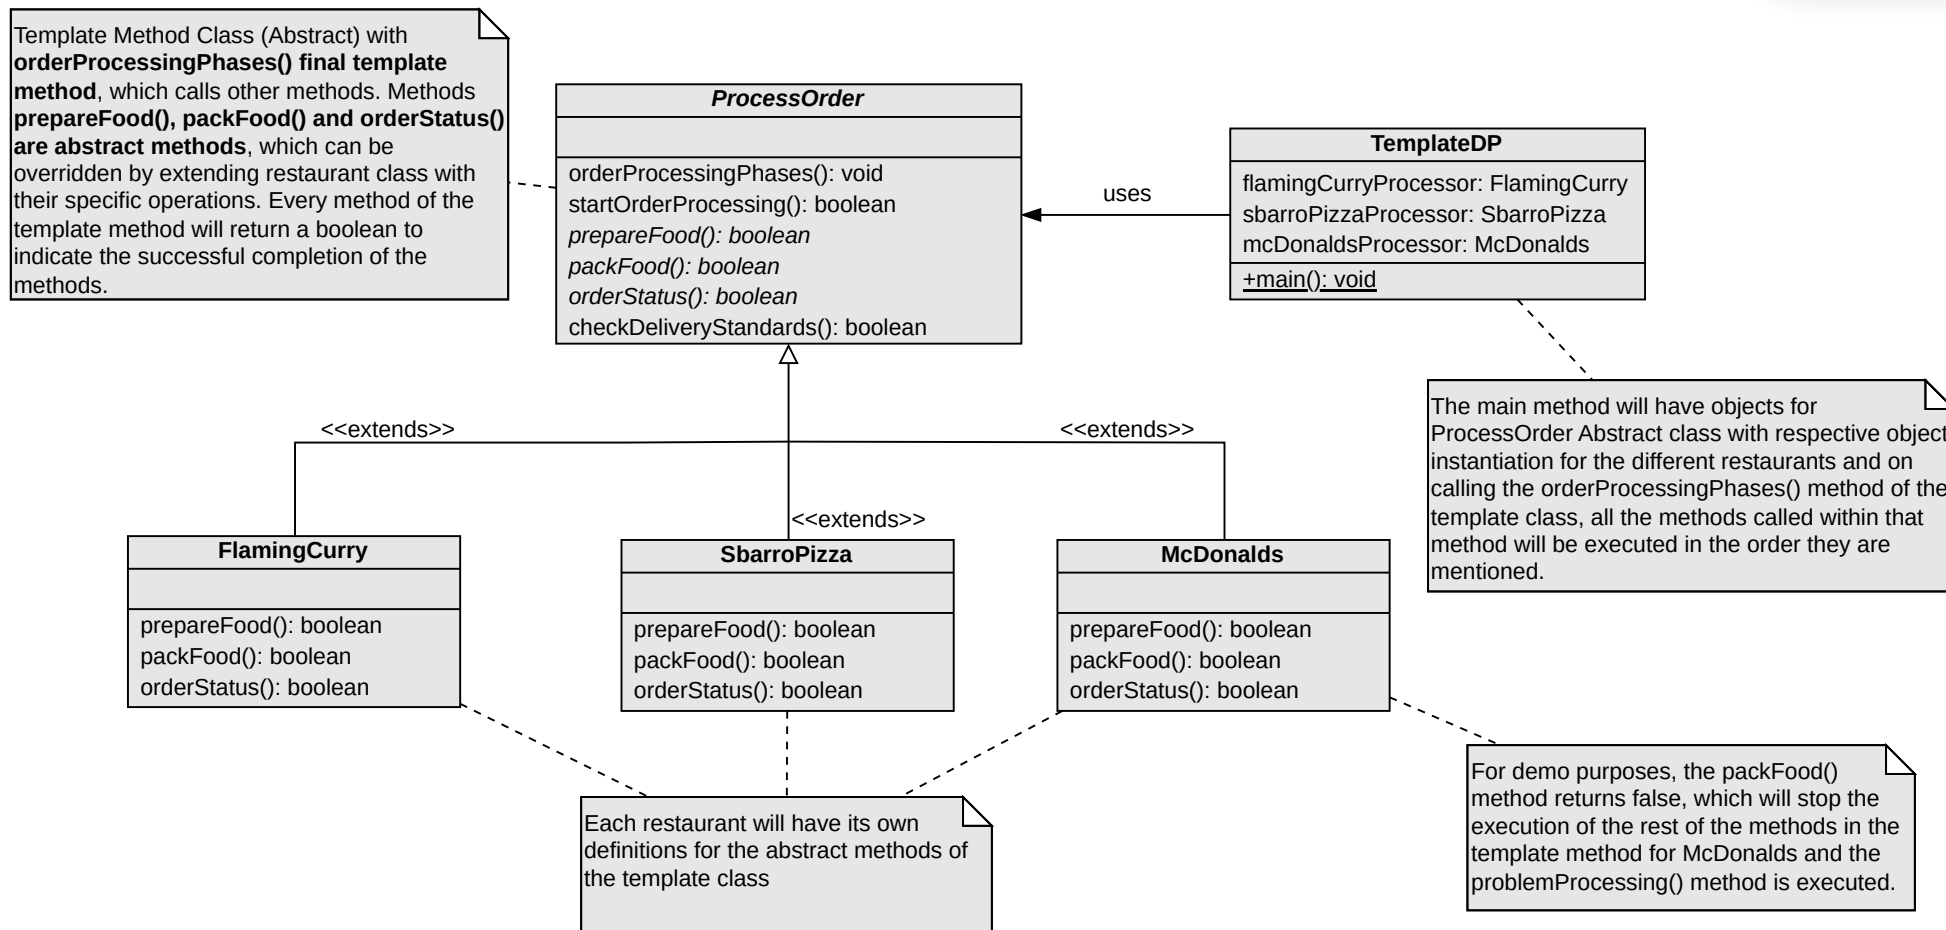 Template Method Class (Abstract) with
orderProcessingPhases() final template
method, which calls other methods. Methods
prepareFood(), packFood() and orderStatus()
are abstract methods, which can be
overridden by extending restaurant class with
their specific operations. Every method of the
template method will return a boolean to
indicate the successful completion of the
methods.
ProcessOrder
orderProcessingPhases(): void
startOrderProcessing(): boolean
prepareFood(): boolean
packFood(): boolean
orderStatus(): boolean
checkDeliveryStandards(): boolean
uses
TemplateDP
flamingCurryProcessor: FlamingCurry
sbarroPizzaProcessor: SbarroPizza
mcDonaldsProcessor: McDonalds
+main(): void
The main method will have objects for
ProcessOrder Abstract class with respective object
instantiation for the different restaurants and on
calling the orderProcessingPhases() method of the
template class, all the methods called within that
method will be executed in the order they are
mentioned.
<<extends>>
<<extends>>
<<extends>>
FlamingCurry
prepareFood(): boolean
packFood(): boolean
orderStatus(): boolean
SbarroPizza
prepareFood(): boolean
packFood(): boolean
orderStatus(): boolean
McDonalds
prepareFood(): boolean
packFood(): boolean
orderStatus(): boolean
Each restaurant will have its own
definitions for the abstract methods of
the template class
For demo purposes, the packFood()
method returns false, which will stop the
execution of the rest of the methods in the
template method for McDonalds and the
problemProcessing() method is executed.